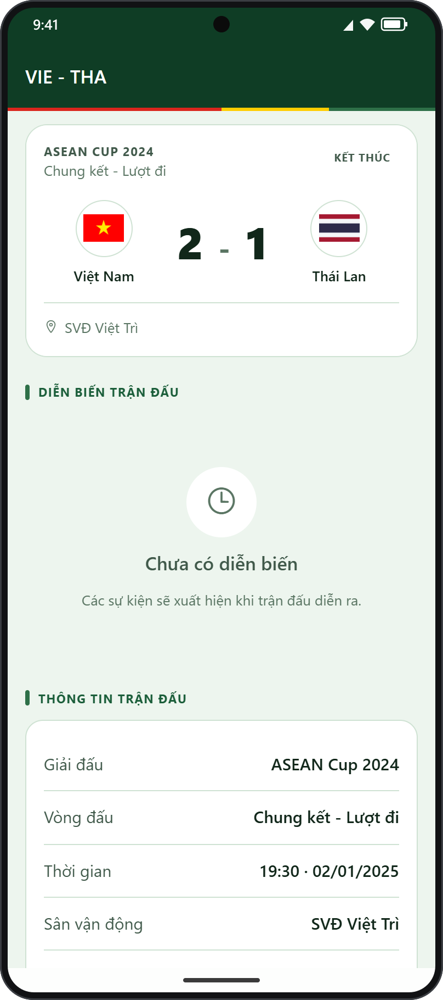 9:41
VIE - THA
ASEAN CUP 2024
Chung kết - Lượt đi
KẾT THÚC
2 - 1
Việt Nam
Thái Lan
SVĐ Việt Trì
DIỄN BIẾN TRẬN ĐẤU
Chưa có diễn biến
Các sự kiện sẽ xuất hiện khi trận đấu diễn ra.
THÔNG TIN TRẬN ĐẤU
Giải đấu ASEAN Cup 2024
Vòng đấu Chung kết - Lượt đi
Thời gian 19:30 · 02/01/2025
Sân vận động SVĐ Việt Trì